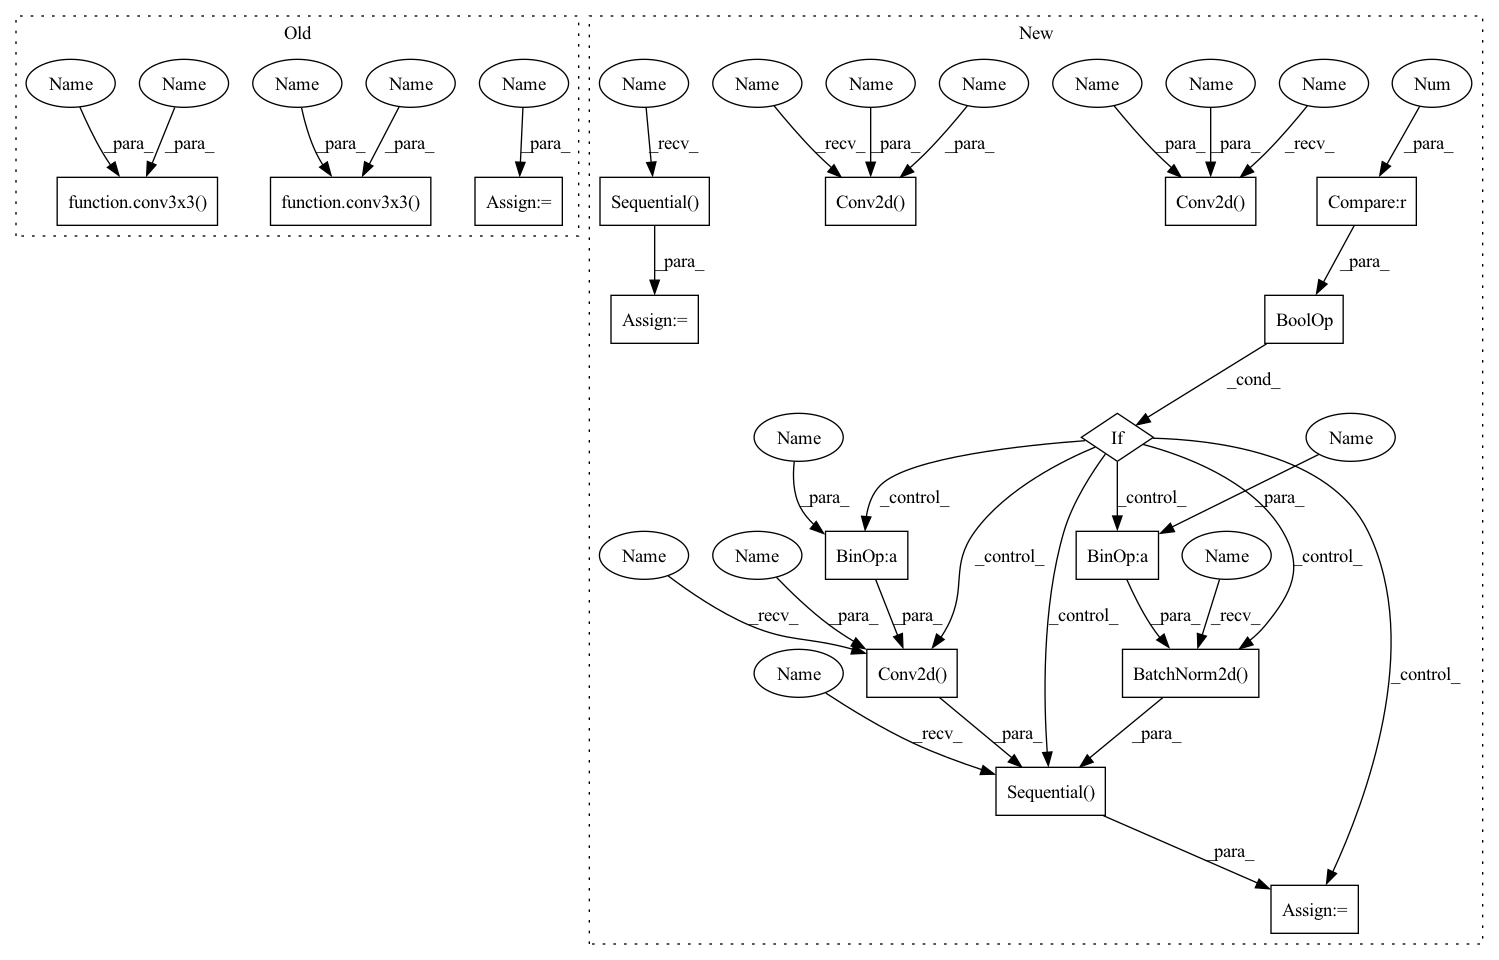 Old
New
Name
Name
Name
Name
Name
Name
Name
Name
Name
Name
Name
Name
Num
_para_
_para_
_para_
_para_
_para_
_recv_
_recv_
_para_
_para_
_para_
_para_
_recv_
_para_
function.conv3x3()
function.conv3x3()
Assign:=
Sequential()
Conv2d()
Conv2d()
Compare:r
_para_
_para_
Assign:=
BoolOp
_cond_
Name
If
Name
_para_
_control_
_control_
_para_
Name
Name
BinOp:a
_control_
BinOp:a
Name
_control_
_recv_
_para_
_para_
_control_
_para_
_recv_
Name
Conv2d()
BatchNorm2d()
_control_
_recv_
_para_
_para_
Sequential()
_para_
Assign:=